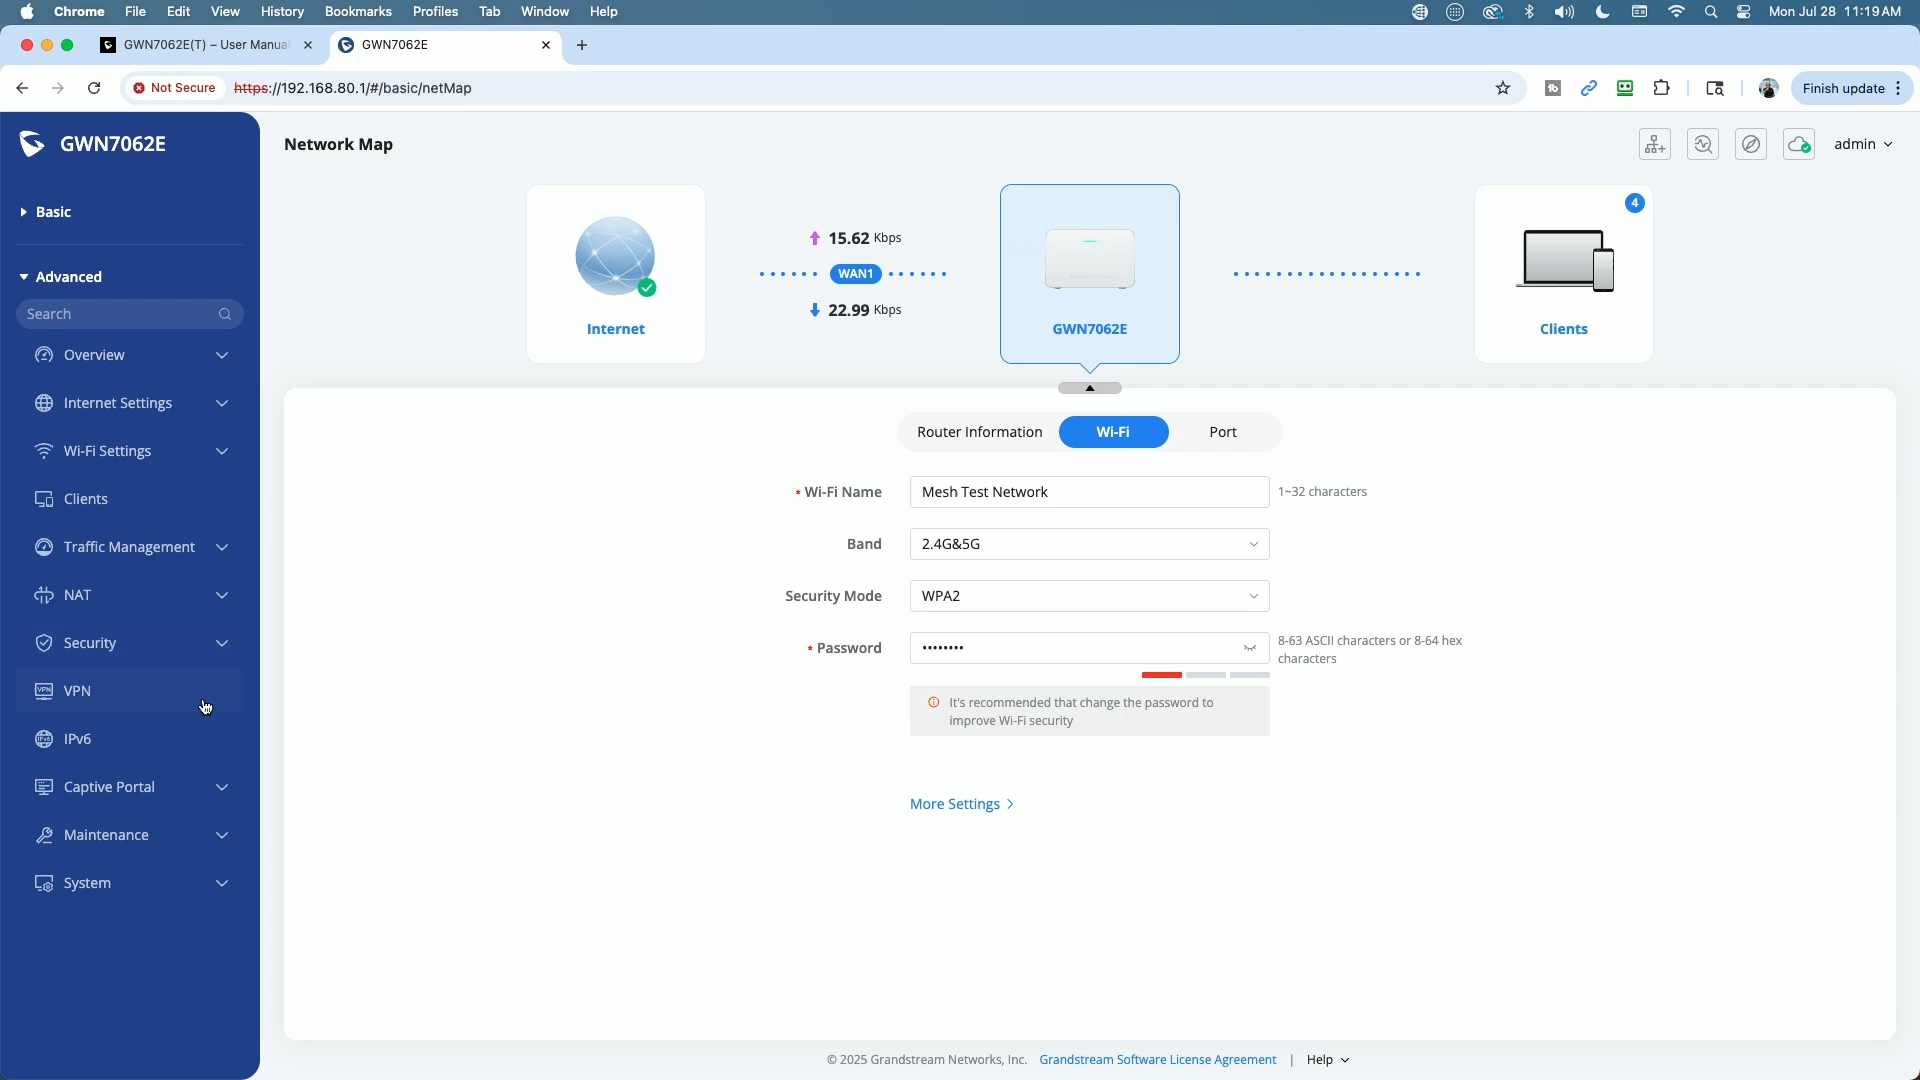 Chrome File Edit View History Bookmarks Profiles Tab Window Help Mon Jul 28 11:19 AM
GWN7062E(T) – User Manual
GWN7062E
Not Secure https://192.168.80.1/#/basic/netMap
Finish update
GWN7062E
Basic
Advanced
Search
Overview
Internet Settings
Wi-Fi Settings
Clients
Traffic Management
NAT
Security
VPN
IPv6
Captive Portal
Maintenance
System
Network Map
admin
Internet
15.62 Kbps
WAN1
22.99 Kbps
GWN7062E
4
Clients
Router Information Wi-Fi Port
* Wi-Fi Name Mesh Test Network 1~32 characters
Band 2.4G&5G
Security Mode WPA2
* Password •••••••• 8-63 ASCII characters or 8-64 hex
characters
It's recommended that change the password to
improve Wi-Fi security
More Settings >
© 2025 Grandstream Networks, Inc. Grandstream Software License Agreement | Help